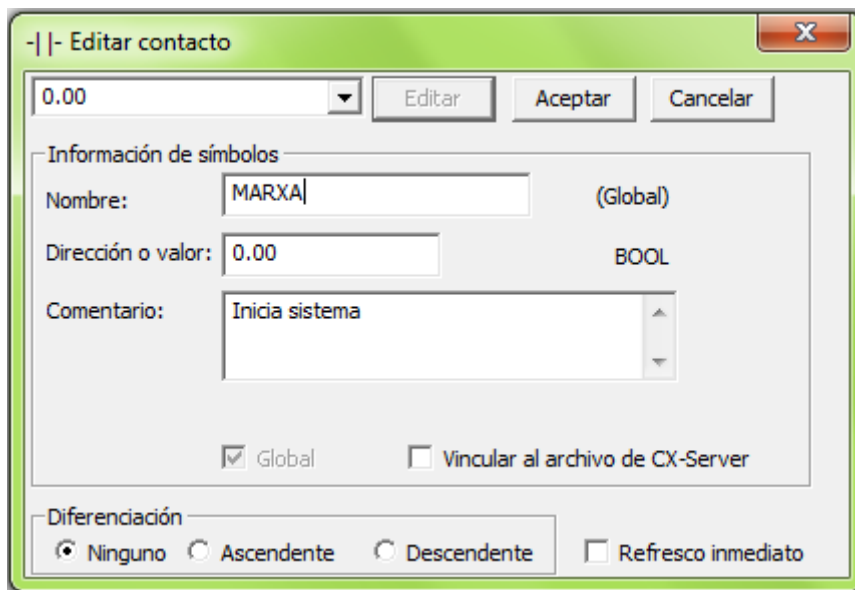 -| |- Editar contacto
0.00 Editar Aceptar Cancelar
Información de símbolos
Nombre: MARXA (Global)
Dirección o valor: 0.00 BOOL
Comentario: Inicia sistema
Global Vincular al archivo de CX-Server
Diferenciación
Ninguno Ascendente Descendente Refresco inmediato